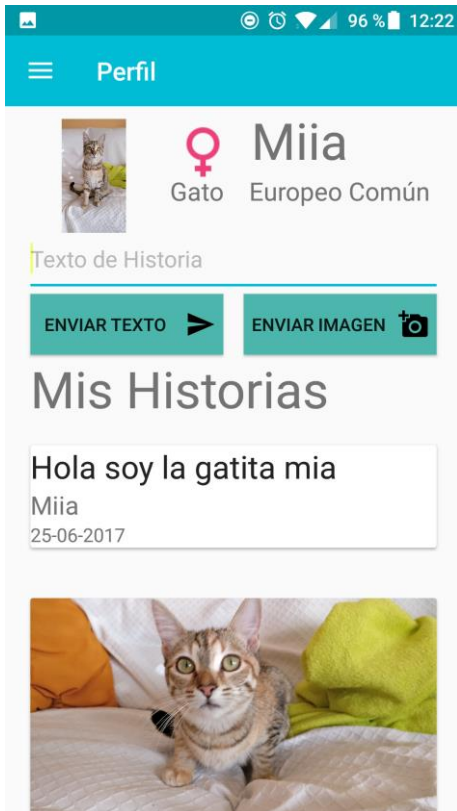 96 % 12:22
Perfil
Miia
Gato Europeo Común
Texto de Historia
ENVIAR TEXTO ENVIAR IMAGEN
Mis Historias
Hola soy la gatita mia
Miia
25-06-2017